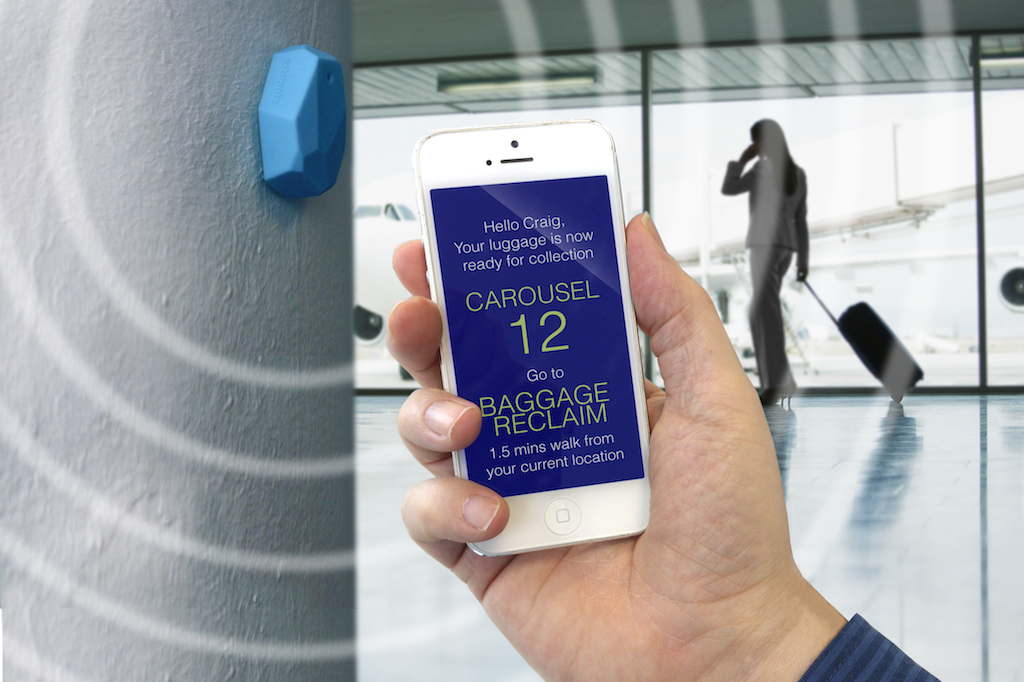 Hello Craig,
Your luggage is now
ready for collection
CAROUSEL
12
Go to
BAGGAGE
RECLAIM
1.5 mins walk from
your current location